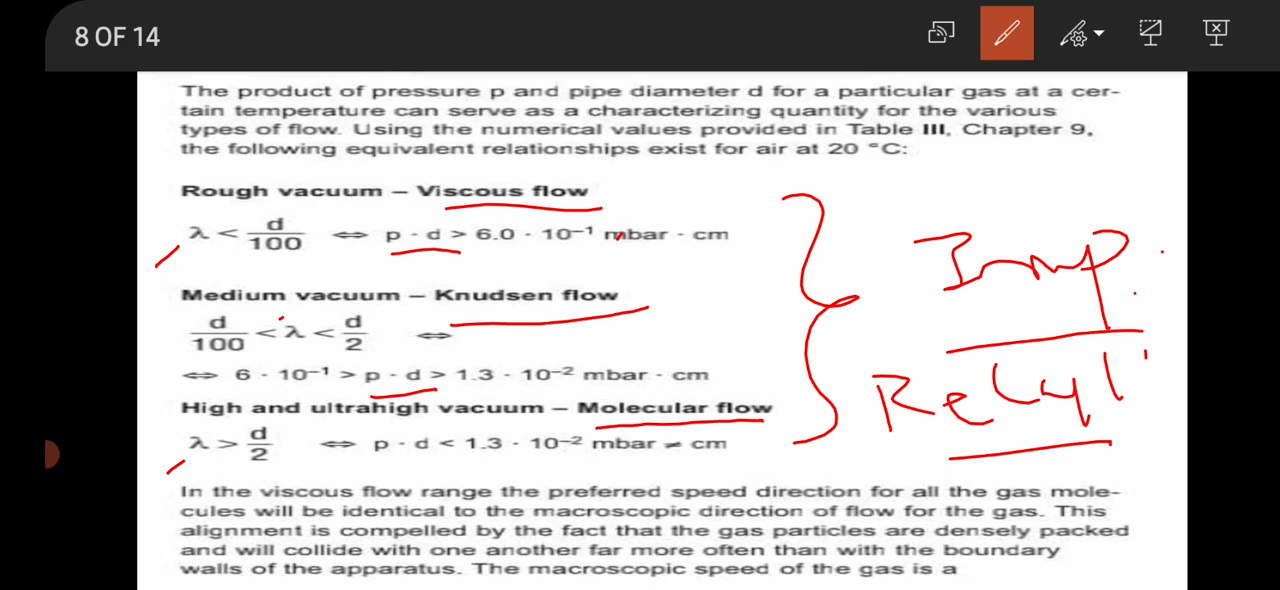 8 OF 14
The product of pressure p and pipe diameter d for a particular gas at a cer-
tain temperature can serve as a characterizing quantity for the various
types of flow. Using the numerical values provided in Table III, Chapter 9,
the following equivalent relationships exist for air at 20 °C:
Rough vacuum – Viscous flow
λ < d/100 ⇔ p · d > 6.0 · 10⁻¹ mbar · cm
Medium vacuum – Knudsen flow
d/100 < λ < d/2 ⇔
⇔ 6 · 10⁻¹ > p · d > 1.3 · 10⁻² mbar · cm
High and ultrahigh vacuum – Molecular flow
λ > d/2 ⇔ p · d < 1.3 · 10⁻² mbar ≠ cm
Imp.
In the viscous flow range the preferred speed direction for all the gas mole-
cules will be identical to the macroscopic direction of flow for the gas. This
alignment is compelled by the fact that the gas particles are densely packed
and will collide with one another far more often than with the boundary
walls of the apparatus. The macroscopic speed of the gas is a